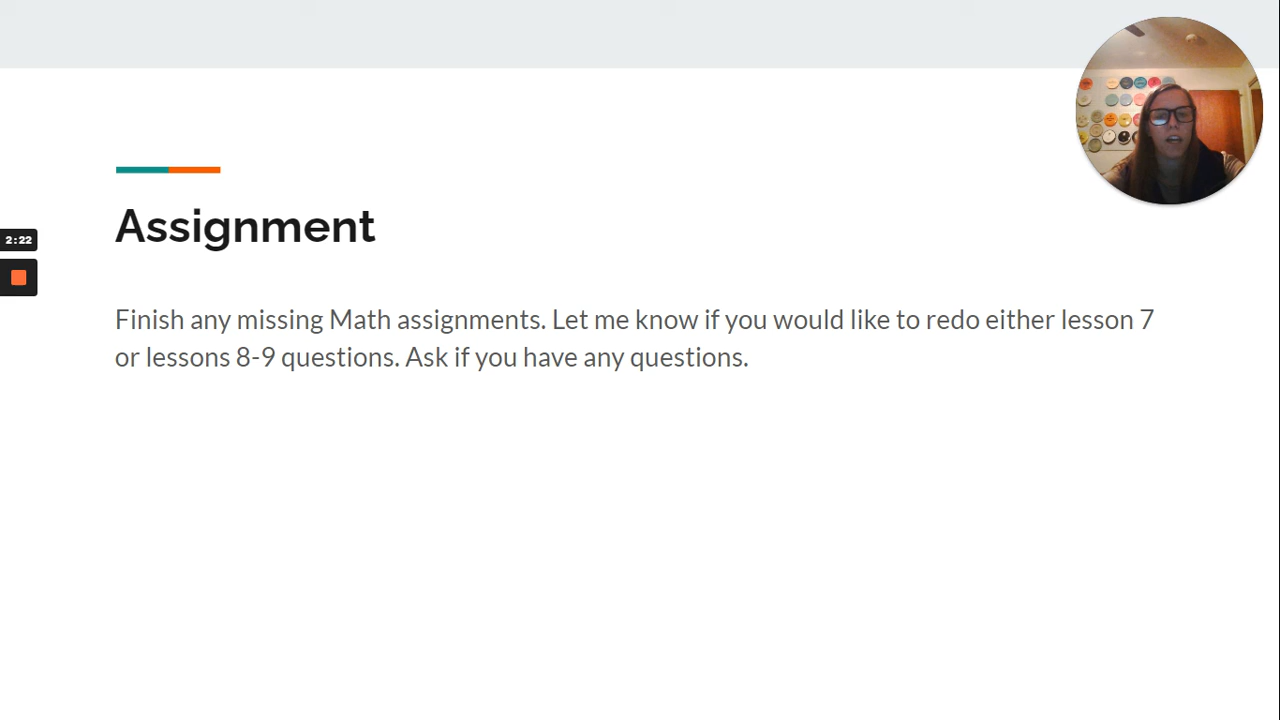 Assignment
2:22
Finish any missing Math assignments. Let me know if you would like to redo either lesson 7
or lessons 8-9 questions. Ask if you have any questions.